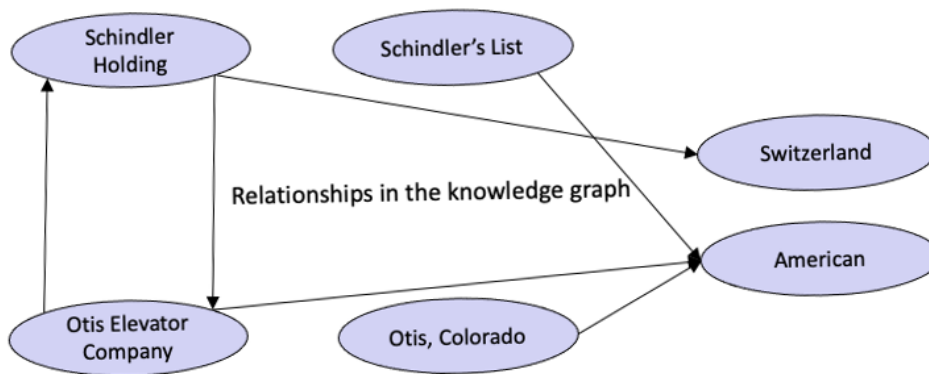 Schindler
Holding
Schindler’s List
Switzerland
Relationships in the knowledge graph
American
Otis Elevator
Company
Otis, Colorado